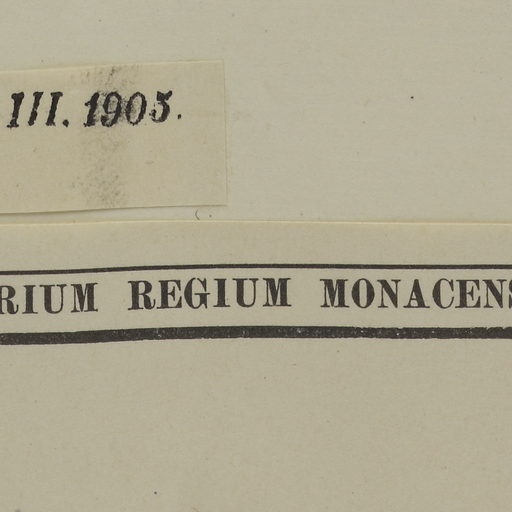 III. 1905.
RIUM REGIUM MONACENS